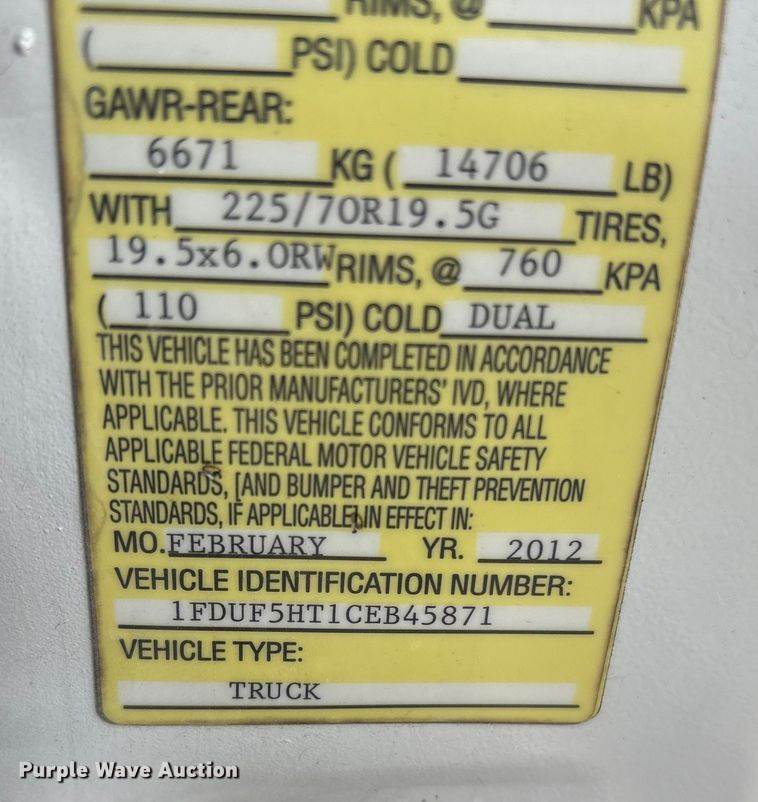 RIMS, @ KPA
( PSI) COLD
GAWR-REAR:
6671 KG ( 14706 LB)
WITH 225/70R19.5G TIRES,
19.5x6.0RW RIMS, @ 760 KPA
( 110 PSI) COLD DUAL
THIS VEHICLE HAS BEEN COMPLETED IN ACCORDANCE
WITH THE PRIOR MANUFACTURERS' IVD, WHERE
APPLICABLE. THIS VEHICLE CONFORMS TO ALL
APPLICABLE FEDERAL MOTOR VEHICLE SAFETY
STANDARDS, [AND BUMPER AND THEFT PREVENTION
STANDARDS, IF APPLICABLE] IN EFFECT IN:
MO. FEBRUARY YR. 2012
VEHICLE IDENTIFICATION NUMBER:
1FDUF5HT1CEB45871
VEHICLE TYPE:
TRUCK
Purple Wave Auction